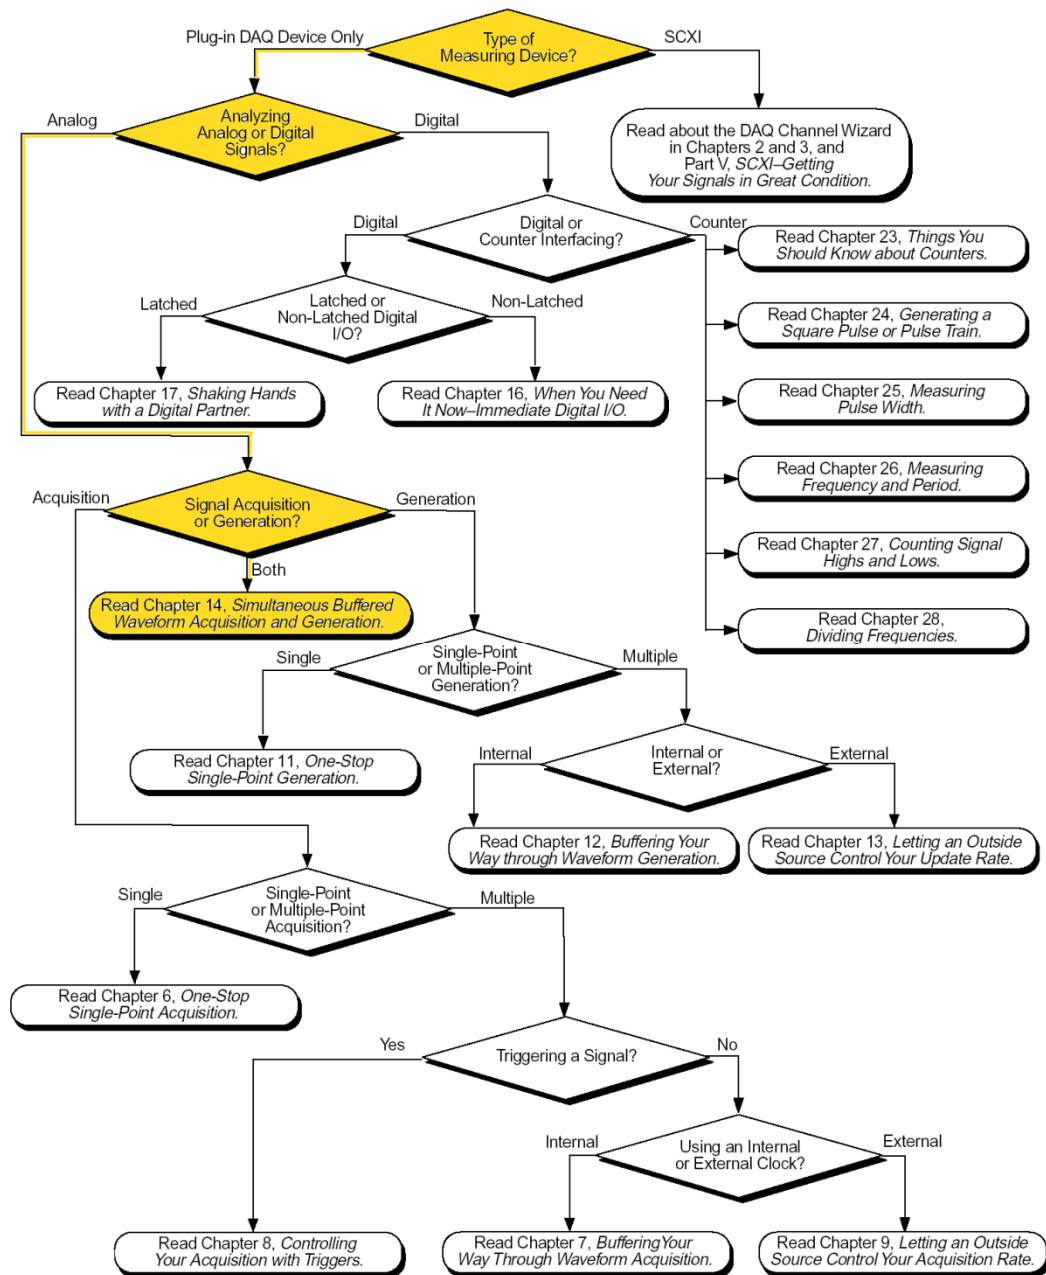 Plug-in DAQ Device Only
Type of
Measuring Device?
SCXI
Analog
Analyzing
Analog or Digital
Signals?
Digital
Read about the DAQ Channel Wizard
in Chapters 2 and 3, and
Part V, SCXI–Getting
Your Signals in Great Condition.
Digital
Digital or
Counter Interfacing?
Counter
Read Chapter 23, Things You
Should Know about Counters.
Latched
Latched or
Non-Latched Digital
I/O?
Non-Latched
Read Chapter 24, Generating a
Square Pulse or Pulse Train.
Read Chapter 17, Shaking Hands
with a Digital Partner.
Read Chapter 16, When You Need
It Now–Immediate Digital I/O.
Read Chapter 25, Measuring
Pulse Width.
Read Chapter 26, Measuring
Frequency and Period.
Acquisition
Signal Acquisition
or Generation?
Generation
Both
Read Chapter 27, Counting Signal
Highs and Lows.
Read Chapter 14, Simultaneous Buffered
Waveform Acquisition and Generation.
Read Chapter 28,
Dividing Frequencies.
Single
Single-Point
or Multiple-Point
Generation?
Multiple
Read Chapter 11, One-Stop
Single-Point Generation.
Internal
Internal or
External?
External
Read Chapter 12, Buffering Your
Way through Waveform Generation.
Read Chapter 13, Letting an Outside
Source Control Your Update Rate.
Single
Single-Point
or Multiple-Point
Acquisition?
Multiple
Read Chapter 6, One-Stop
Single-Point Acquisition.
Yes
Triggering a Signal?
No
Internal
Using an Internal
or External Clock?
External
Read Chapter 8, Controlling
Your Acquisition with Triggers.
Read Chapter 7, Buffering Your
Way Through Waveform Acquisition.
Read Chapter 9, Letting an Outside
Source Control Your Acquisition Rate.